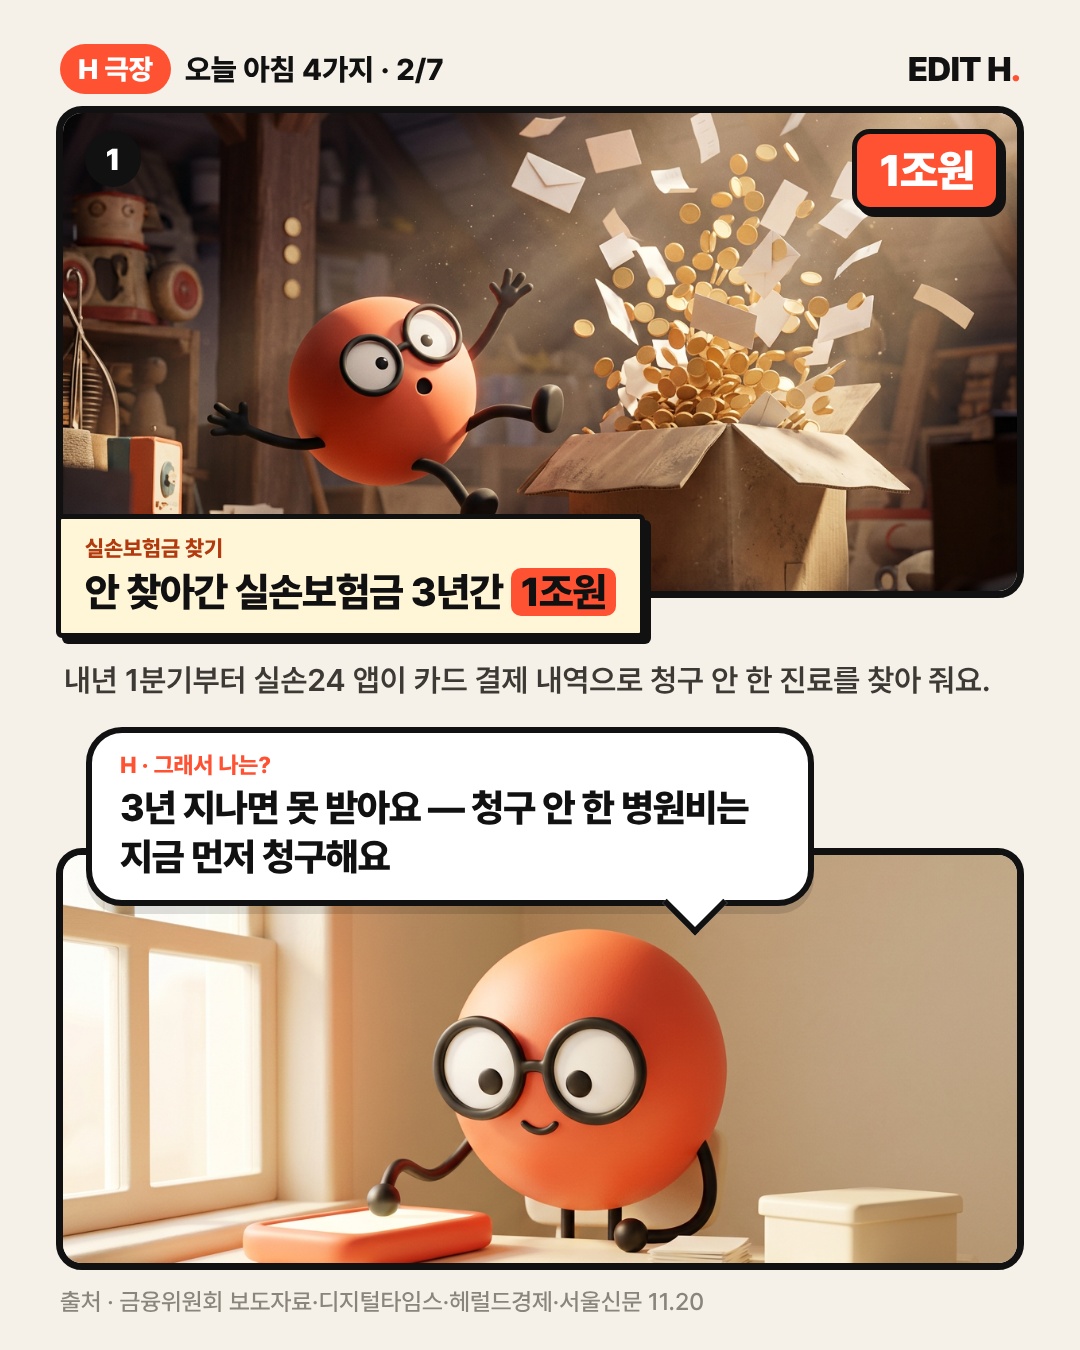 H 극장 오늘 아침 4가지 · 2/7
EDIT H.
1
1조원
실손보험금 찾기
안 찾아간 실손보험금 3년간 1조원
내년 1분기부터 실손24 앱이 카드 결제 내역으로 청구 안 한 진료를 찾아 줘요.
H · 그래서 나는?
3년 지나면 못 받아요 — 청구 안 한 병원비는
지금 먼저 청구해요
출처 · 금융위원회 보도자료·디지털타임스·헤럴드경제·서울신문 11.20